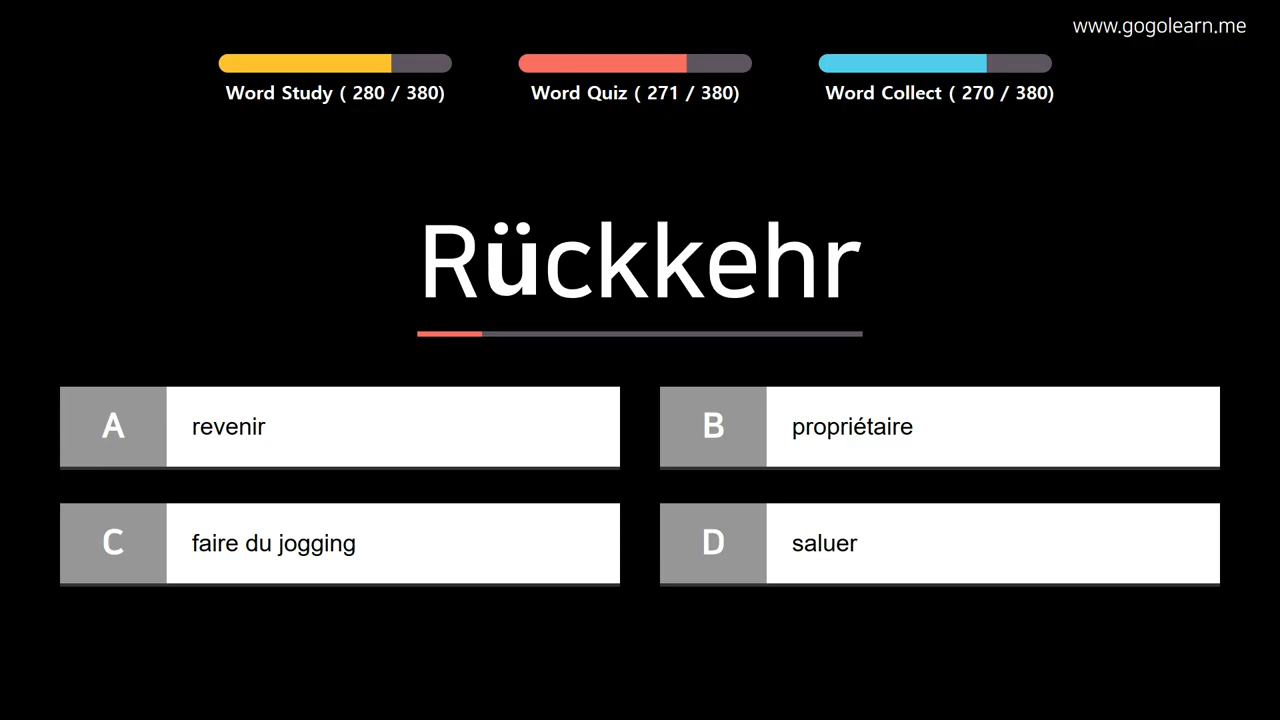 www.gogolearn.me
Word Study ( 280 / 380)
Word Quiz ( 271 / 380)
Word Collect ( 270 / 380)
Rückkehr
A revenir
B propriétaire
C faire du jogging
D saluer